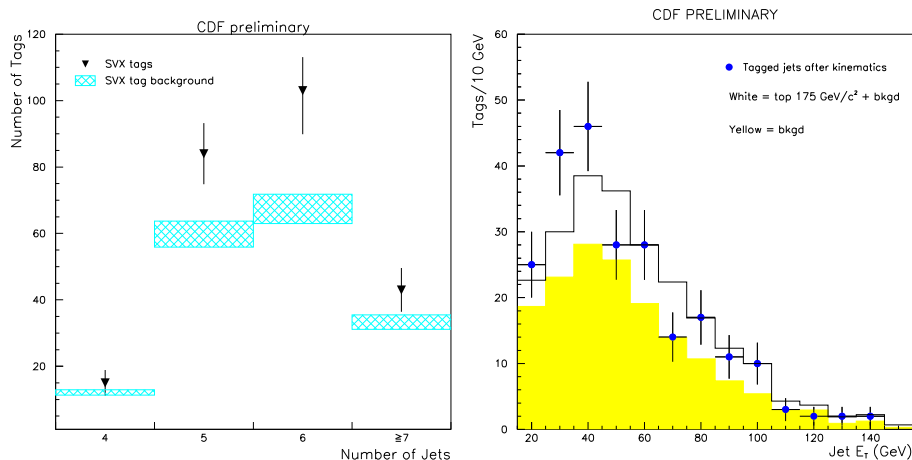 CDF preliminary
Number of Tags
120
100
80
60
40
20
SVX tags
SVX tag background
4
5
6
≥7
Number of Jets
CDF PRELIMINARY
Tags/10 GeV
60
50
40
30
20
10
0
Tagged jets after kinematics
White = top 175 GeV/c² + bkgd
Yellow = bkgd
20
40
60
80
100
120
140
Jet E_T (GeV)